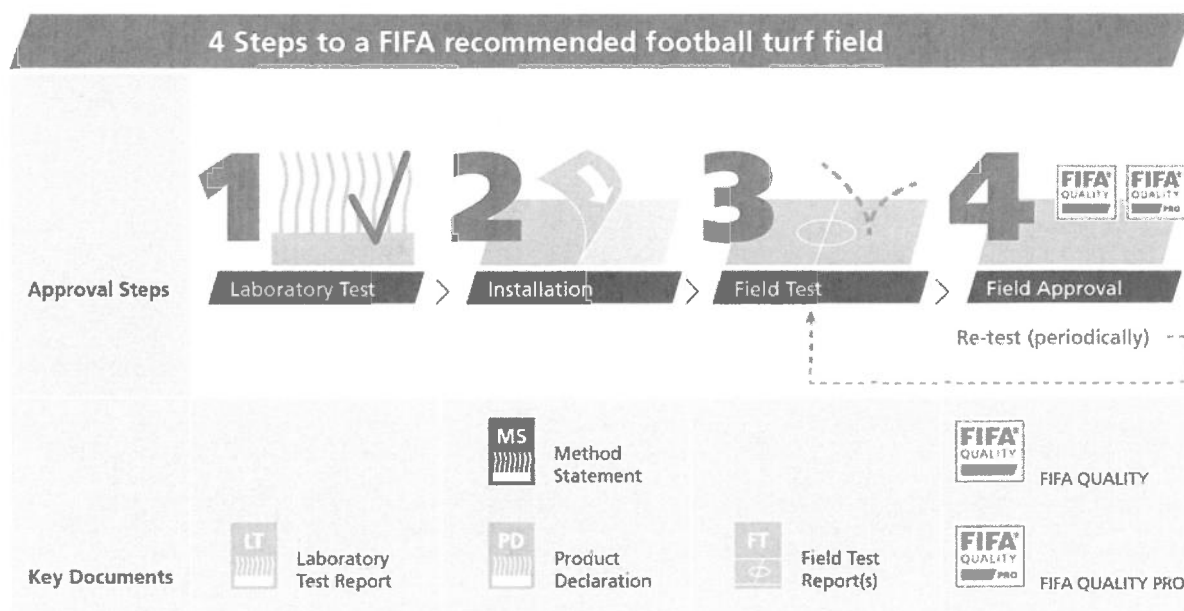 4 Steps to a FIFA recommended football turf field
1
2
3
4
FIFA®
QUALITY
FIFA®
QUALITY
PRO
Approval Steps
Laboratory Test
>
Installation
>
Field Test
>
Field Approval
Re-test (periodically)
MS
Method
Statement
FIFA®
QUALITY
FIFA QUALITY
Key Documents
LT
Laboratory
Test Report
PD
Product
Declaration
FT
Field Test
Report(s)
FIFA®
QUALITY
PRO
FIFA QUALITY PRO